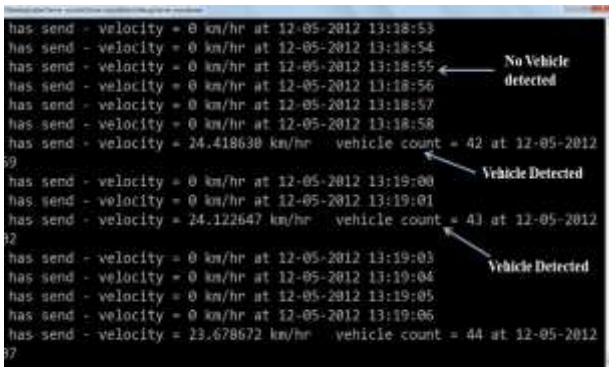 has send - velocity = 0 km/hr at 12-05-2012 13:18:53
has send - velocity = 0 km/hr at 12-05-2012 13:18:54
has send - velocity = 0 km/hr at 12-05-2012 13:18:55
No Vehicle
detected
has send - velocity = 0 km/hr at 12-05-2012 13:18:56
has send - velocity = 0 km/hr at 12-05-2012 13:18:57
has send - velocity = 0 km/hr at 12-05-2012 13:18:58
has send - velocity = 24.418630 km/hr vehicle count = 42 at 12-05-2012
59
Vehicle Detected
has send - velocity = 0 km/hr at 12-05-2012 13:19:00
has send - velocity = 0 km/hr at 12-05-2012 13:19:01
has send - velocity = 24.122647 km/hr vehicle count = 43 at 12-05-2012
02
has send - velocity = 0 km/hr at 12-05-2012 13:19:03
Vehicle Detected
has send - velocity = 0 km/hr at 12-05-2012 13:19:04
has send - velocity = 0 km/hr at 12-05-2012 13:19:05
has send - velocity = 0 km/hr at 12-05-2012 13:19:06
has send - velocity = 23.678672 km/hr vehicle count = 44 at 12-05-2012
07